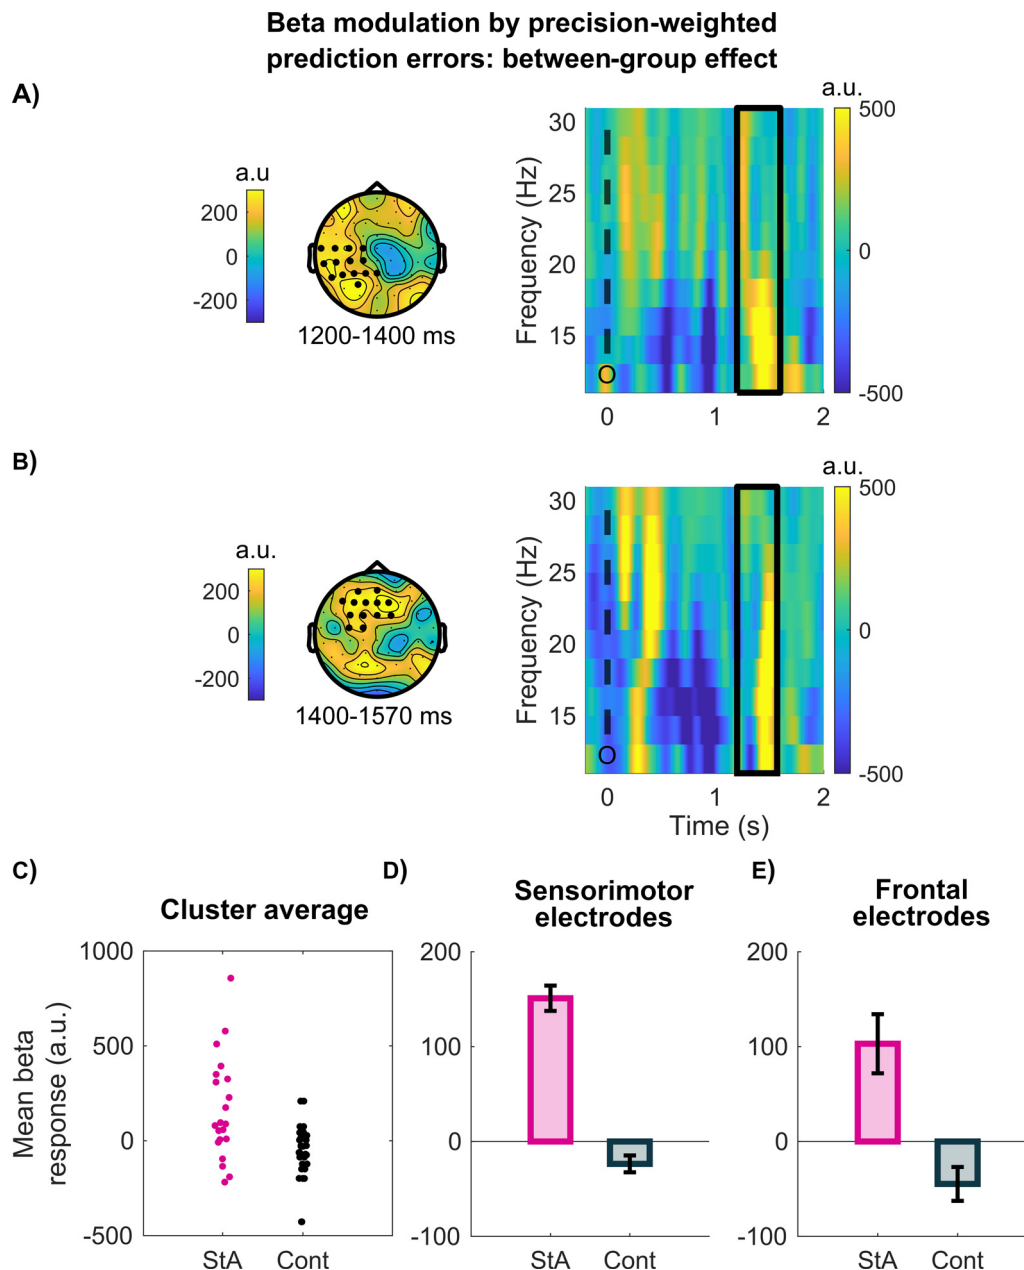 Beta modulation by precision-weighted
prediction errors: between-group effect
A)
a.u
200
0
-200
1200-1400 ms
Frequency (Hz)
30
25
20
15
O
0
1
2
a.u.
500
0
-500
B)
a.u.
200
0
-200
1400-1570 ms
Frequency (Hz)
30
25
20
15
O
0
1
2
Time (s)
a.u.
500
0
-500
C)
Cluster average
Mean beta
response (a.u.)
1000
500
0
-500
StA
Cont
D)
Sensorimotor
electrodes
200
100
0
-100
StA
Cont
E)
Frontal
electrodes
200
100
0
-100
StA
Cont